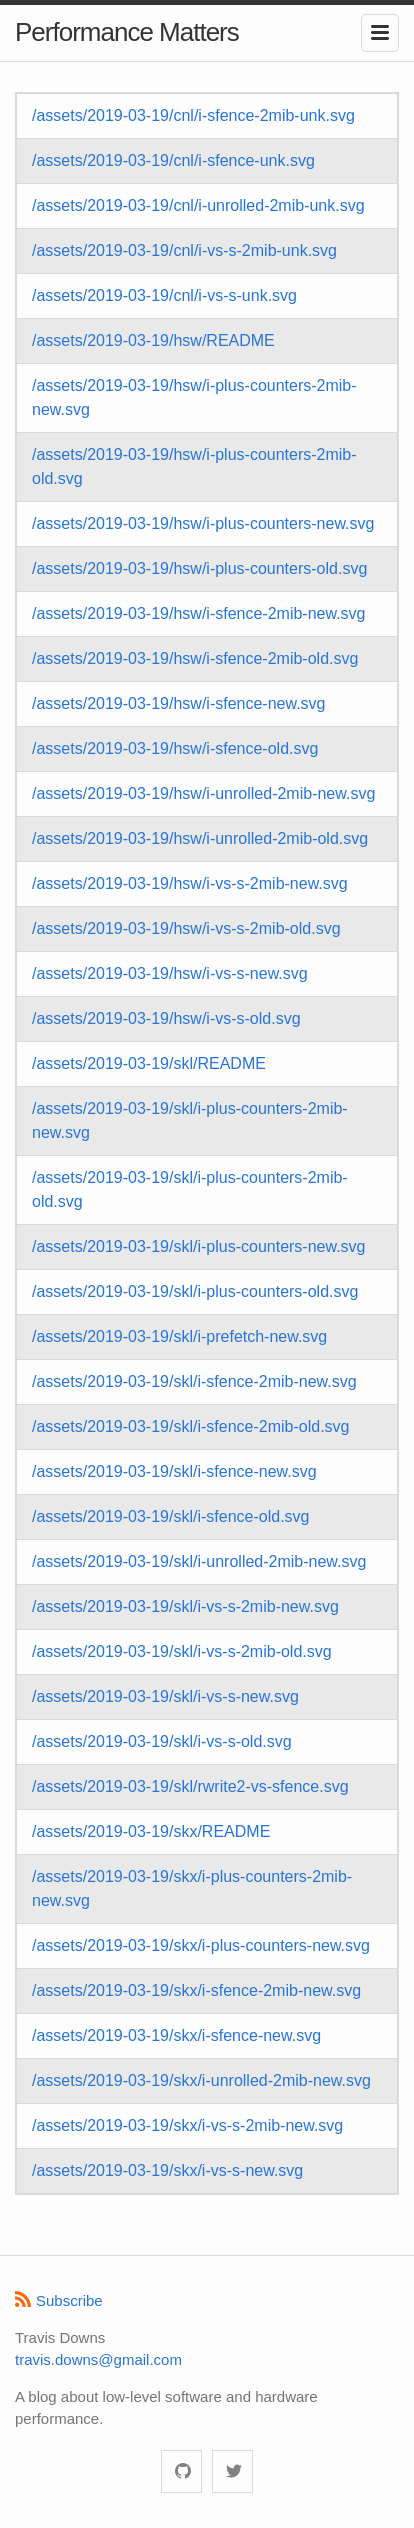 Performance Matters
/assets/2019-03-19/cnl/i-sfence-2mib-unk.svg
/assets/2019-03-19/cnl/i-sfence-unk.svg
/assets/2019-03-19/cnl/i-unrolled-2mib-unk.svg
/assets/2019-03-19/cnl/i-vs-s-2mib-unk.svg
/assets/2019-03-19/cnl/i-vs-s-unk.svg
/assets/2019-03-19/hsw/README
/assets/2019-03-19/hsw/i-plus-counters-2mib-
new.svg
/assets/2019-03-19/hsw/i-plus-counters-2mib-
old.svg
/assets/2019-03-19/hsw/i-plus-counters-new.svg
/assets/2019-03-19/hsw/i-plus-counters-old.svg
/assets/2019-03-19/hsw/i-sfence-2mib-new.svg
/assets/2019-03-19/hsw/i-sfence-2mib-old.svg
/assets/2019-03-19/hsw/i-sfence-new.svg
/assets/2019-03-19/hsw/i-sfence-old.svg
/assets/2019-03-19/hsw/i-unrolled-2mib-new.svg
/assets/2019-03-19/hsw/i-unrolled-2mib-old.svg
/assets/2019-03-19/hsw/i-vs-s-2mib-new.svg
/assets/2019-03-19/hsw/i-vs-s-2mib-old.svg
/assets/2019-03-19/hsw/i-vs-s-new.svg
/assets/2019-03-19/hsw/i-vs-s-old.svg
/assets/2019-03-19/skl/README
/assets/2019-03-19/skl/i-plus-counters-2mib-
new.svg
/assets/2019-03-19/skl/i-plus-counters-2mib-
old.svg
/assets/2019-03-19/skl/i-plus-counters-new.svg
/assets/2019-03-19/skl/i-plus-counters-old.svg
/assets/2019-03-19/skl/i-prefetch-new.svg
/assets/2019-03-19/skl/i-sfence-2mib-new.svg
/assets/2019-03-19/skl/i-sfence-2mib-old.svg
/assets/2019-03-19/skl/i-sfence-new.svg
/assets/2019-03-19/skl/i-sfence-old.svg
/assets/2019-03-19/skl/i-unrolled-2mib-new.svg
/assets/2019-03-19/skl/i-vs-s-2mib-new.svg
/assets/2019-03-19/skl/i-vs-s-2mib-old.svg
/assets/2019-03-19/skl/i-vs-s-new.svg
/assets/2019-03-19/skl/i-vs-s-old.svg
/assets/2019-03-19/skl/rwrite2-vs-sfence.svg
/assets/2019-03-19/skx/README
/assets/2019-03-19/skx/i-plus-counters-2mib-
new.svg
/assets/2019-03-19/skx/i-plus-counters-new.svg
/assets/2019-03-19/skx/i-sfence-2mib-new.svg
/assets/2019-03-19/skx/i-sfence-new.svg
/assets/2019-03-19/skx/i-unrolled-2mib-new.svg
/assets/2019-03-19/skx/i-vs-s-2mib-new.svg
/assets/2019-03-19/skx/i-vs-s-new.svg
Subscribe
Travis Downs
travis.downs@gmail.com
A blog about low-level software and hardware
performance.